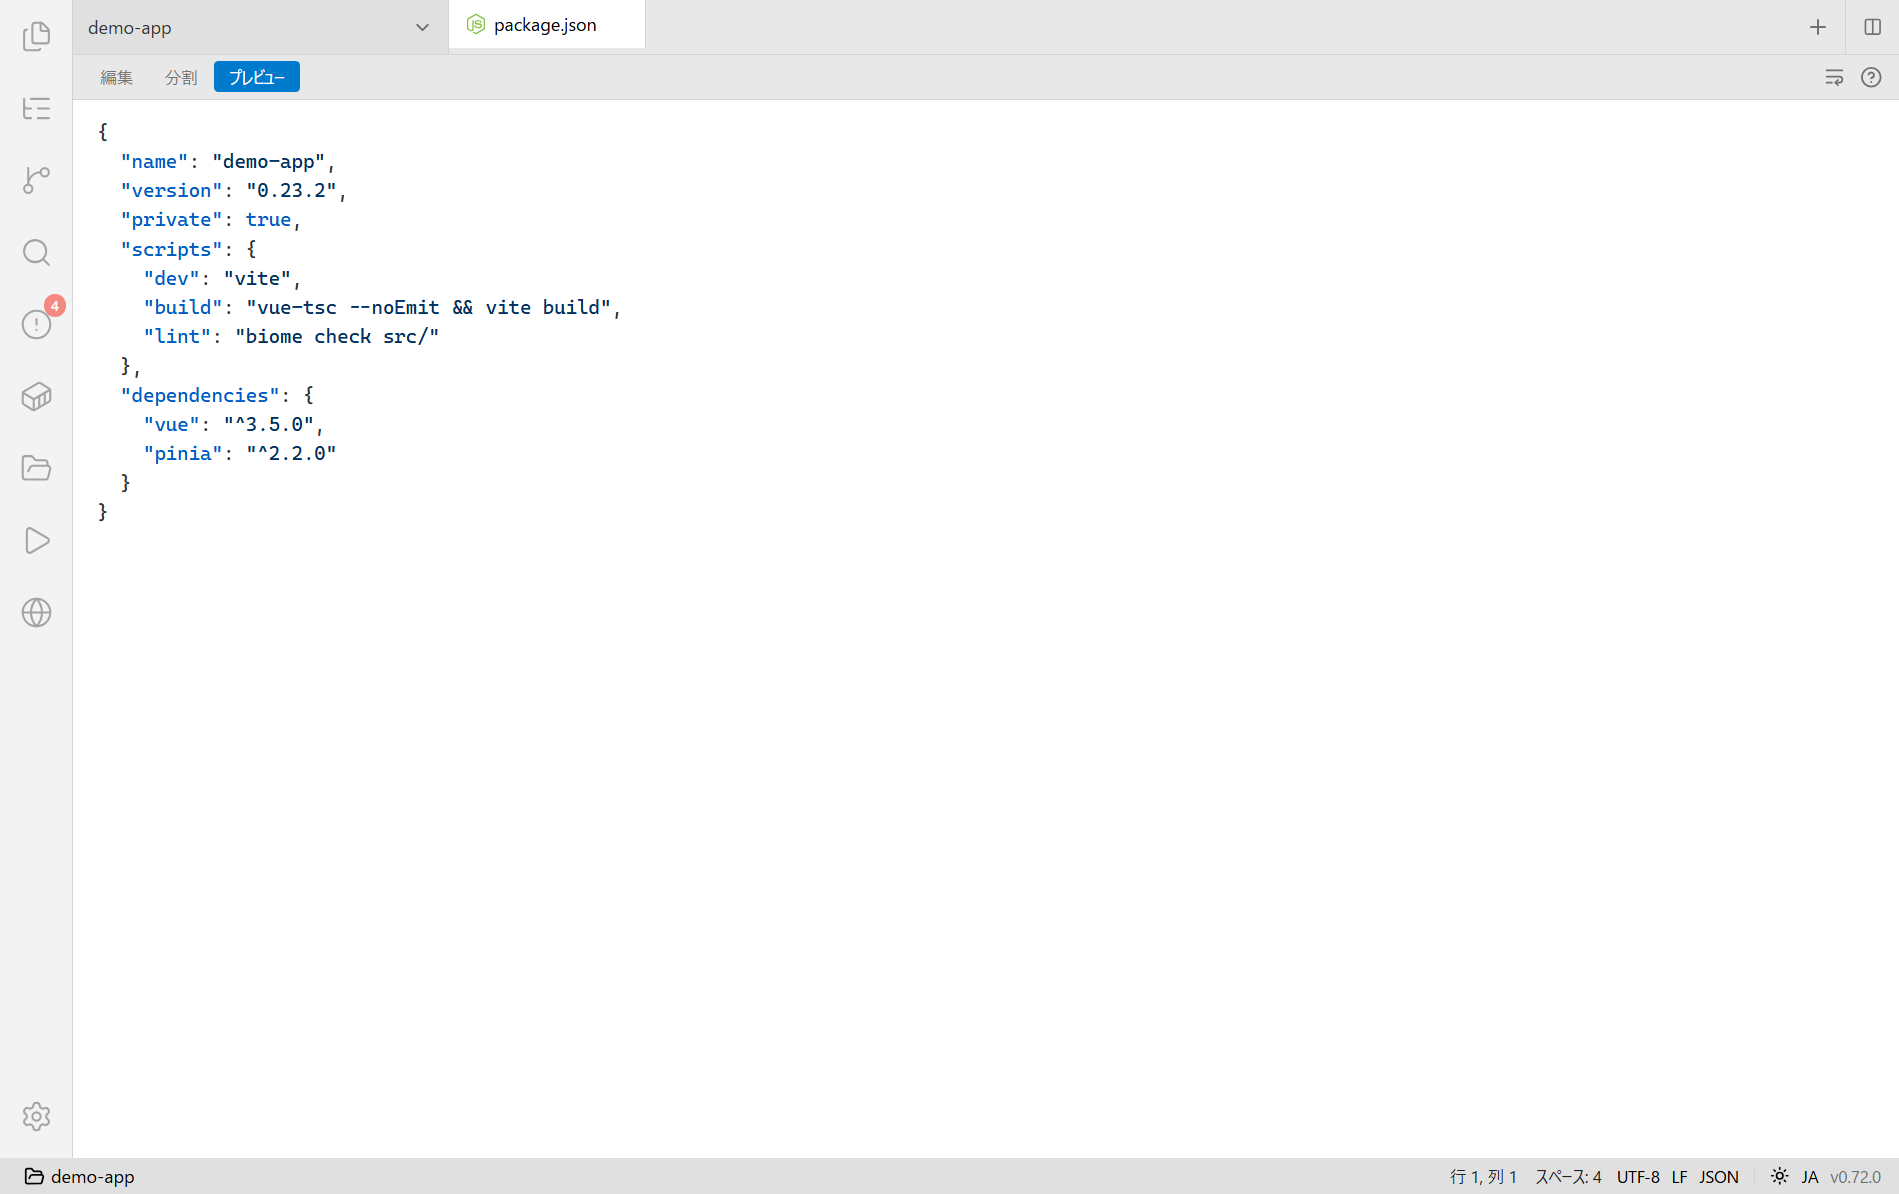 demo-app
package.json
編集 分割 プレビュー
4
{
  "name": "demo-app",
  "version": "0.23.2",
  "private": true,
  "scripts": {
    "dev": "vite",
    "build": "vue-tsc --noEmit && vite build",
    "lint": "biome check src/"
  },
  "dependencies": {
    "vue": "^3.5.0",
    "pinia": "^2.2.0"
  }
}
demo-app
行 1, 列 1 スペース: 4 UTF-8 LF JSON JA v0.72.0